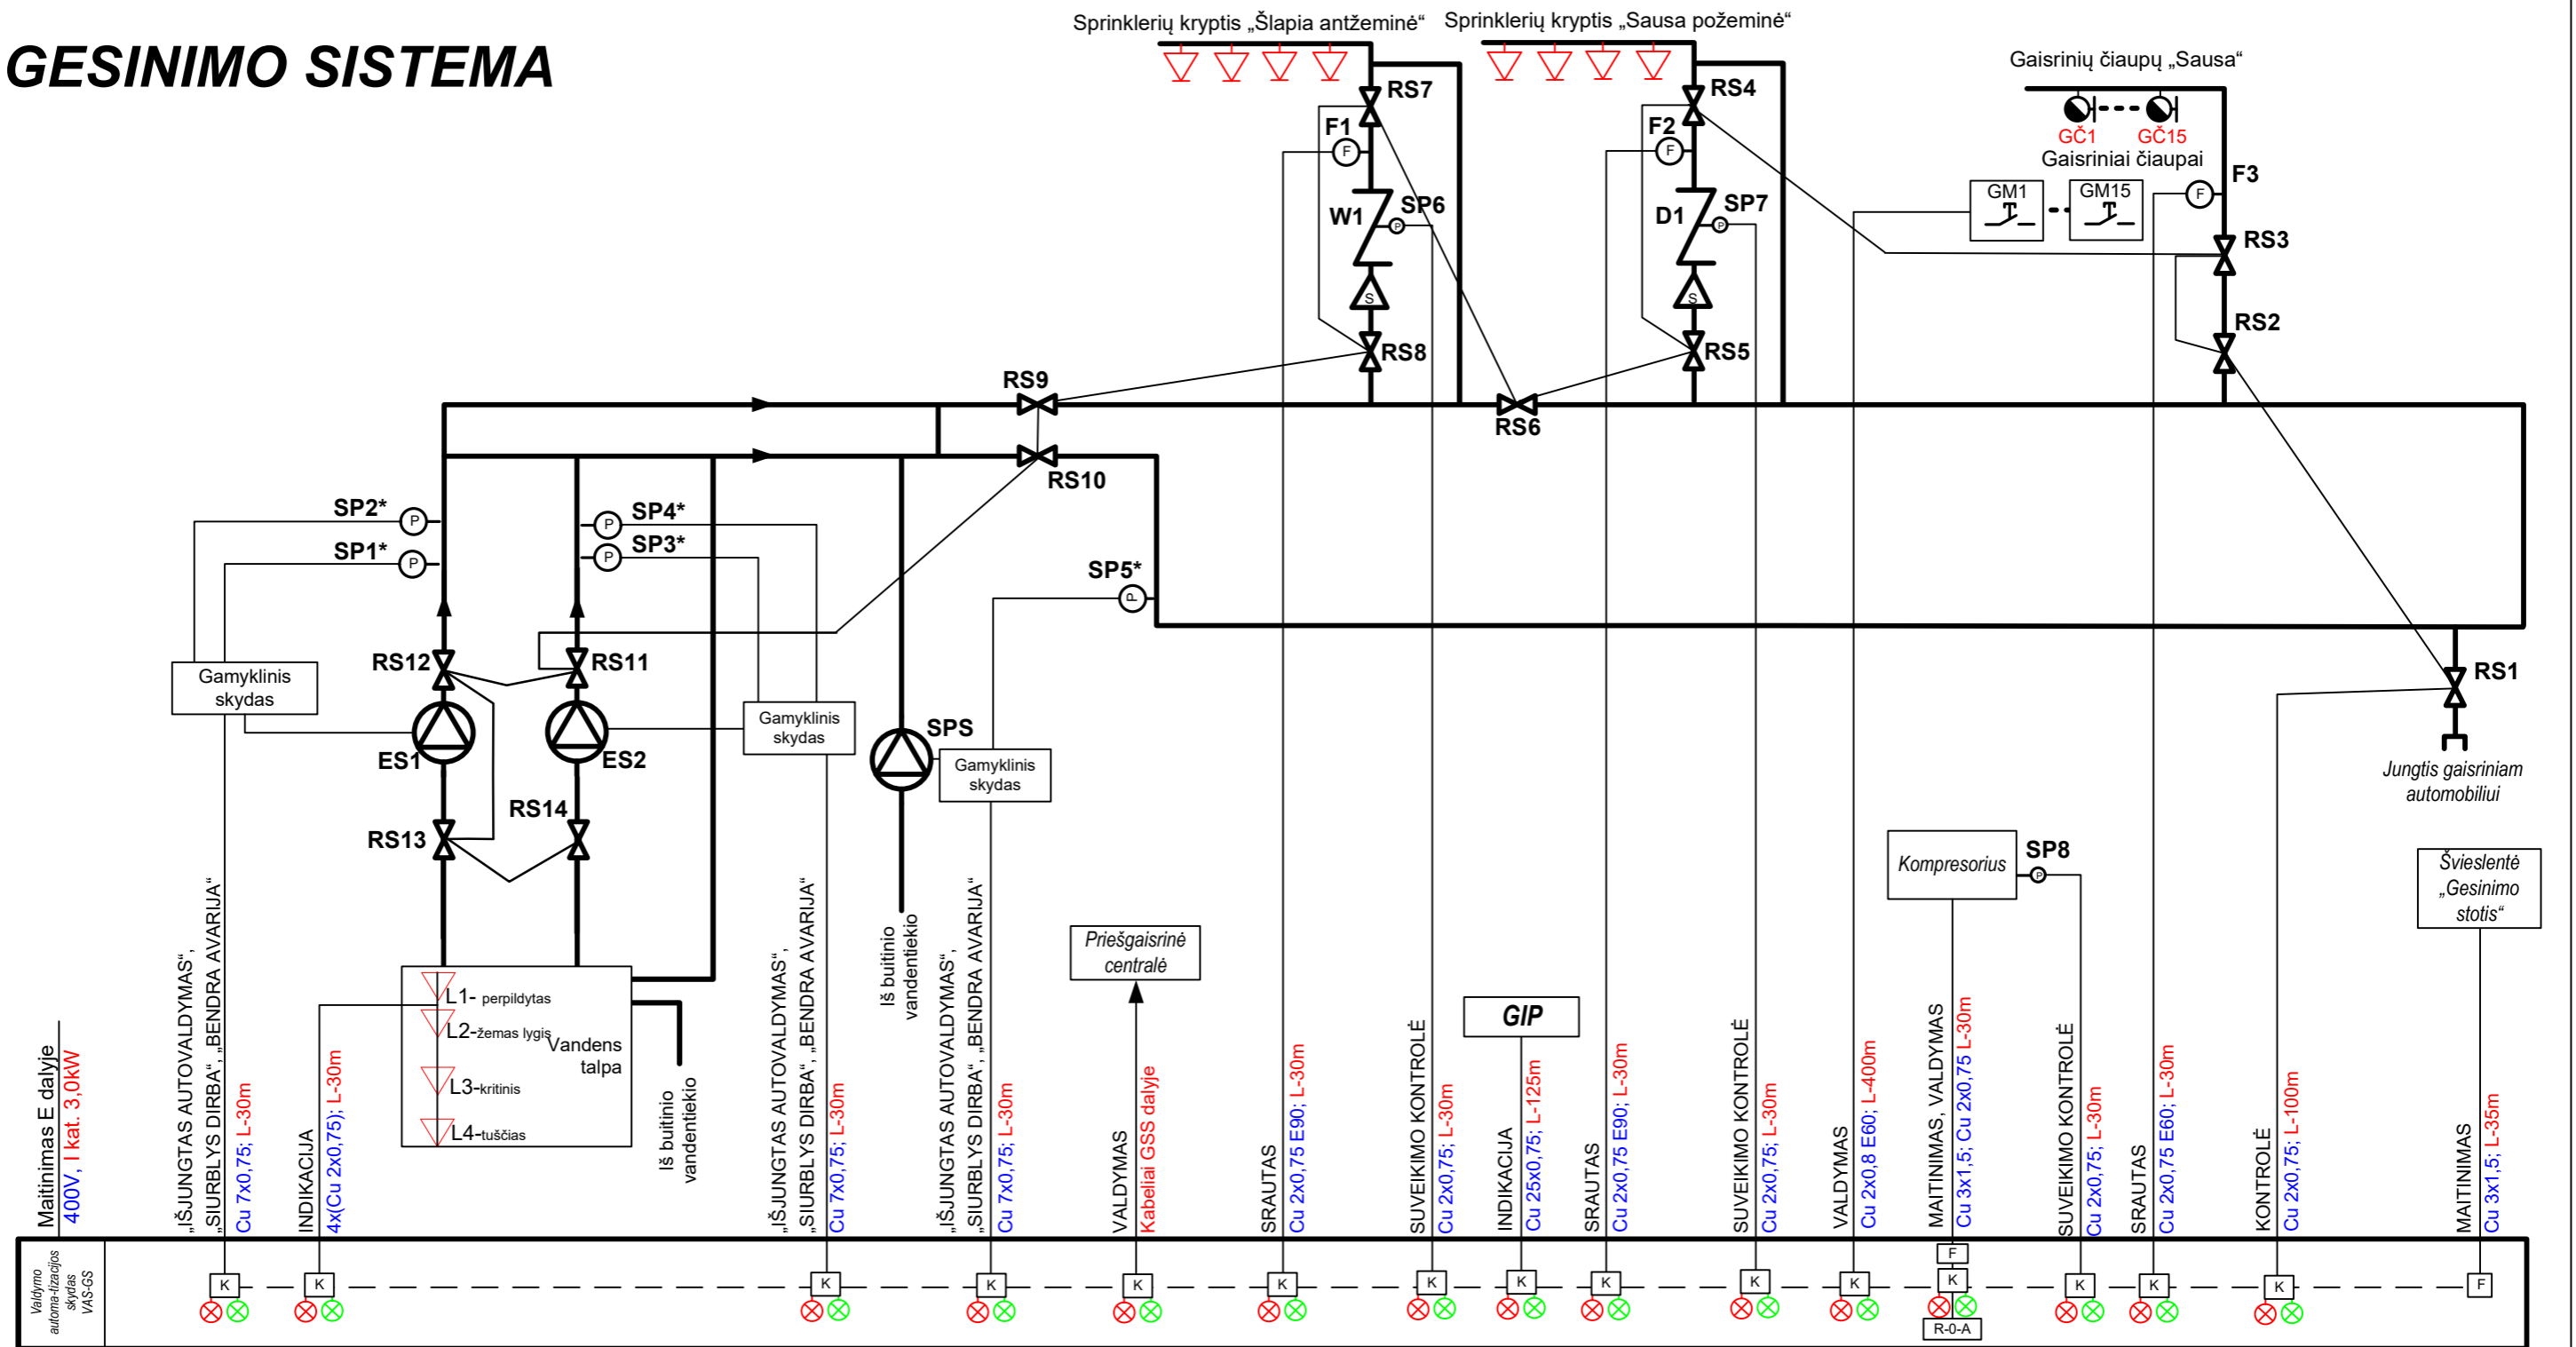 GESINIMO SISTEMA
Sprinklerių kryptis „Šlapia antžeminė“
Sprinklerių kryptis „Sausa požeminė“
Gaisrinių čiaupų „Sausa“
RS7
RS4
F1
F
F2
F
GČ1
GČ15
Gaisriniai čiaupai
F3
F
GM1
GM15
W1
SP6
P
D1
SP7
P
RS3
S
S
RS2
RS8
RS5
RS9
RS6
RS10
SP2*
P
SP4*
P
SP1*
P
SP3*
P
SP5*
P
RS12
RS11
RS1
Gamyklinis
skydas
Gamyklinis
skydas
SPS
Gamyklinis
skydas
ES1
ES2
RS14
RS13
Jungtis gaisriniam
automobiliui
Kompresorius
SP8
P
Švieslentė
„Gesinimo
stotis“
Priešgaisrinė
centralė
GIP
L1- perpildytas
L2-žemas lygis
Vandens
talpa
L3-kritinis
L4-tuščias
Iš buitinio
vandentiekio
Iš buitinio
vandentiekio
Maitinimas E dalyje
400V, I kat. 3,0kW
„IŠJUNGTAS AUTOVALDYMAS“,
„SIURBLYS DIRBA“, „BENDRA AVARIJA“
Cu 7x0,75; L-30m
INDIKACIJA
4x(Cu 2x0,75); L-30m
„IŠJUNGTAS AUTOVALDYMAS“,
„SIURBLYS DIRBA“, „BENDRA AVARIJA“
Cu 7x0,75; L-30m
„IŠJUNGTAS AUTOVALDYMAS“,
„SIURBLYS DIRBA“, „BENDRA AVARIJA“
Cu 7x0,75; L-30m
VALDYMAS
Kabeliai GSS dalyje
SRAUTAS
Cu 2x0,75 E90; L-30m
SUVEIKIMO KONTROLĖ
Cu 2x0,75; L-30m
INDIKACIJA
Cu 25x0,75; L-125m
SRAUTAS
Cu 2x0,75 E90; L-30m
SUVEIKIMO KONTROLĖ
Cu 2x0,75; L-30m
VALDYMAS
Cu 2x0,8 E60; L-400m
MAITINIMAS, VALDYMAS
Cu 3x1,5; Cu 2x0,75 L-30m
SUVEIKIMO KONTROLĖ
Cu 2x0,75; L-30m
SRAUTAS
Cu 2x0,75 E60; L-30m
KONTROLĖ
Cu 2x0,75; L-100m
MAITINIMAS
Cu 3x1,5; L-35m
Valdymo
automa-tizacijos
skydas
VAS-GS
K
K
K
K
K
K
K
K
K
K
K
F
K
R-0-A
K
K
K
F